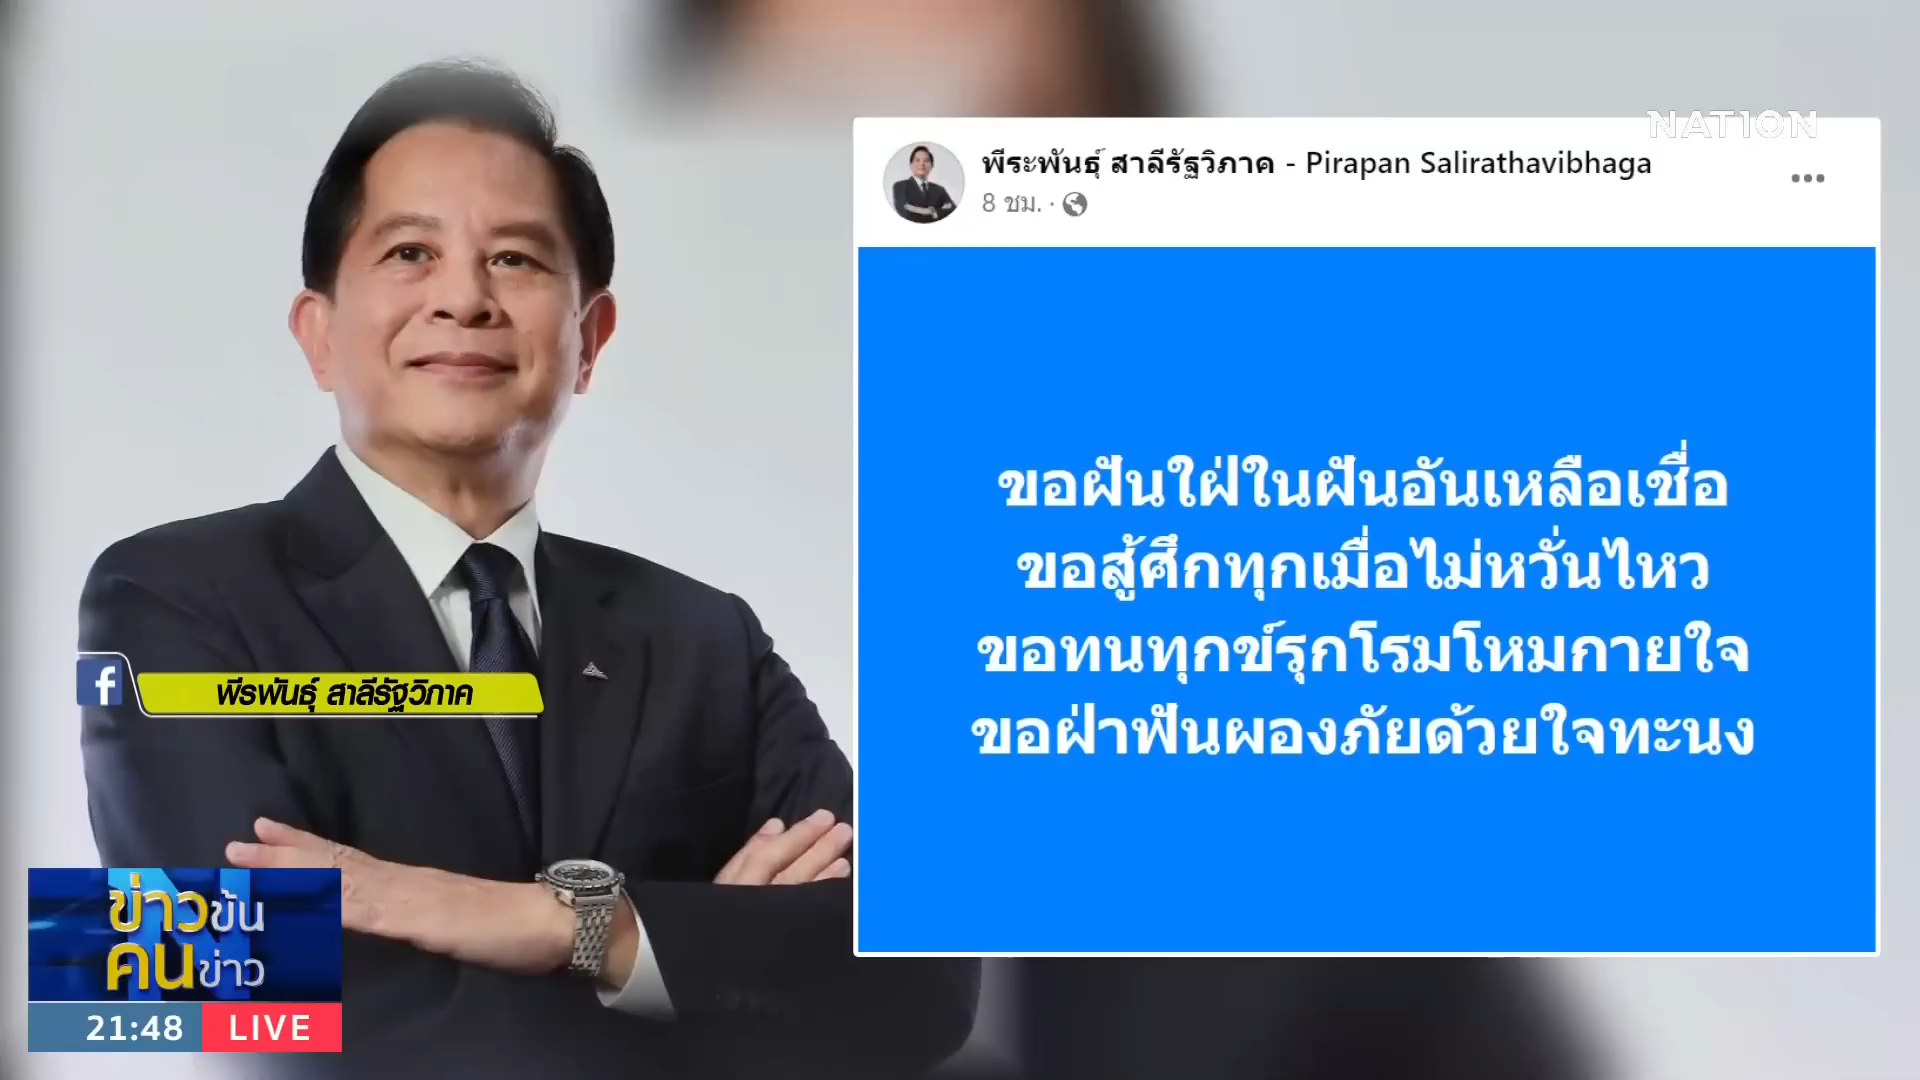 NATION
พีระพันธุ์ สาลีรัฐวิภาค - Pirapan Salirathavibhaga
8 ชม. ·
ขอฝันใฝ่ในฝันอันเหลือเชื่อ
ขอสู้ศึกทุกเมื่อไม่หวั่นไหว
ขอทนทุกข์รุกโรมโหมกายใจ
ขอฝ่าฟันผองภัยด้วยใจทะนง
f พีรพันธุ์ สาลีรัฐวิภาค
ข่าวข้น
คนข่าว
21:48 LIVE